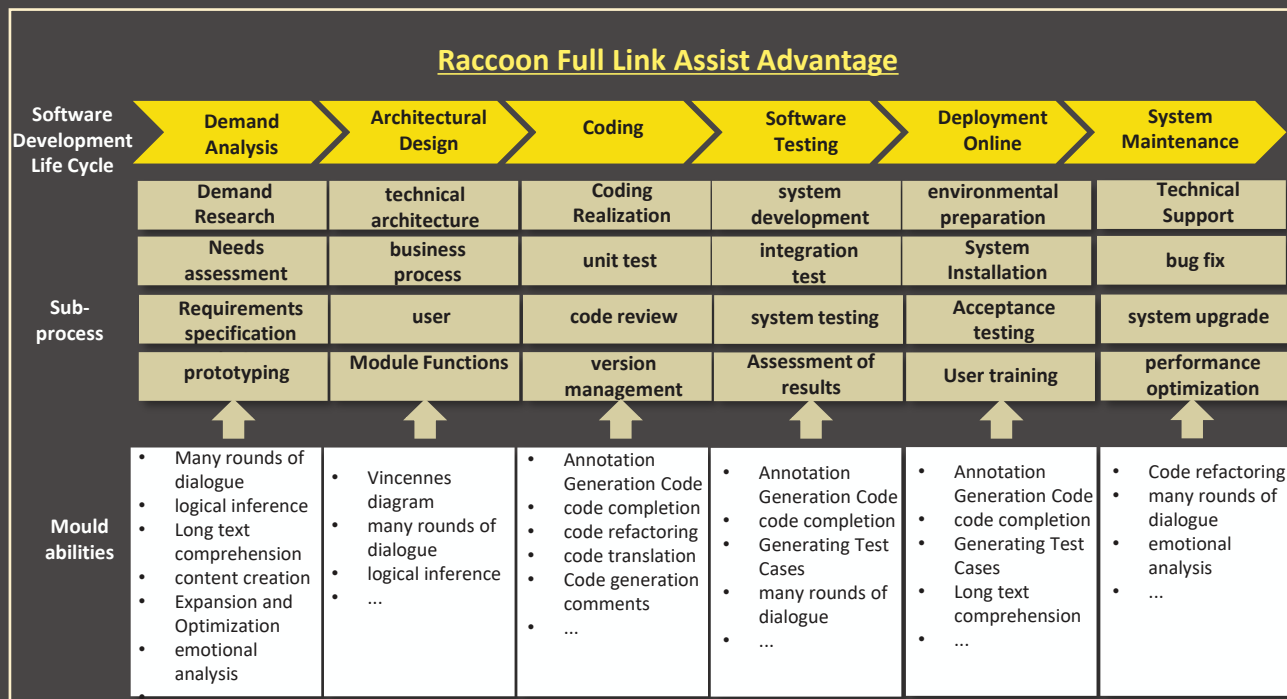 Raccoon Full Link Assist Advantage
Software
Development
Life Cycle
Demand
Analysis
Architectural
Design
Coding
Software
Testing
Deployment
Online
System
Maintenance
Sub-
process
Demand
Research
technical
architecture
Coding
Realization
system
development
environmental
preparation
Technical
Support
Needs
assessment
business
process
unit test
integration
test
System
Installation
bug fix
Requirements
specification
user
code review
system testing
Acceptance
testing
system upgrade
prototyping
Module Functions
version
management
Assessment of
results
User training
performance
optimization
Mould
abilities
• Many rounds of
dialogue
• logical inference
• Long text
comprehension
• content creation
• Expansion and
Optimization
• emotional
analysis
• Vincennes
diagram
• many rounds of
dialogue
• logical inference
• ...
• Annotation
Generation Code
• code completion
• code refactoring
• code translation
• Code generation
comments
• ...
• Annotation
Generation Code
• code completion
• Generating Test
Cases
• many rounds of
dialogue
• ...
• Annotation
Generation Code
• code completion
• Generating Test
Cases
• Long text
comprehension
• ...
• Code refactoring
• many rounds of
dialogue
• emotional
analysis
• ...